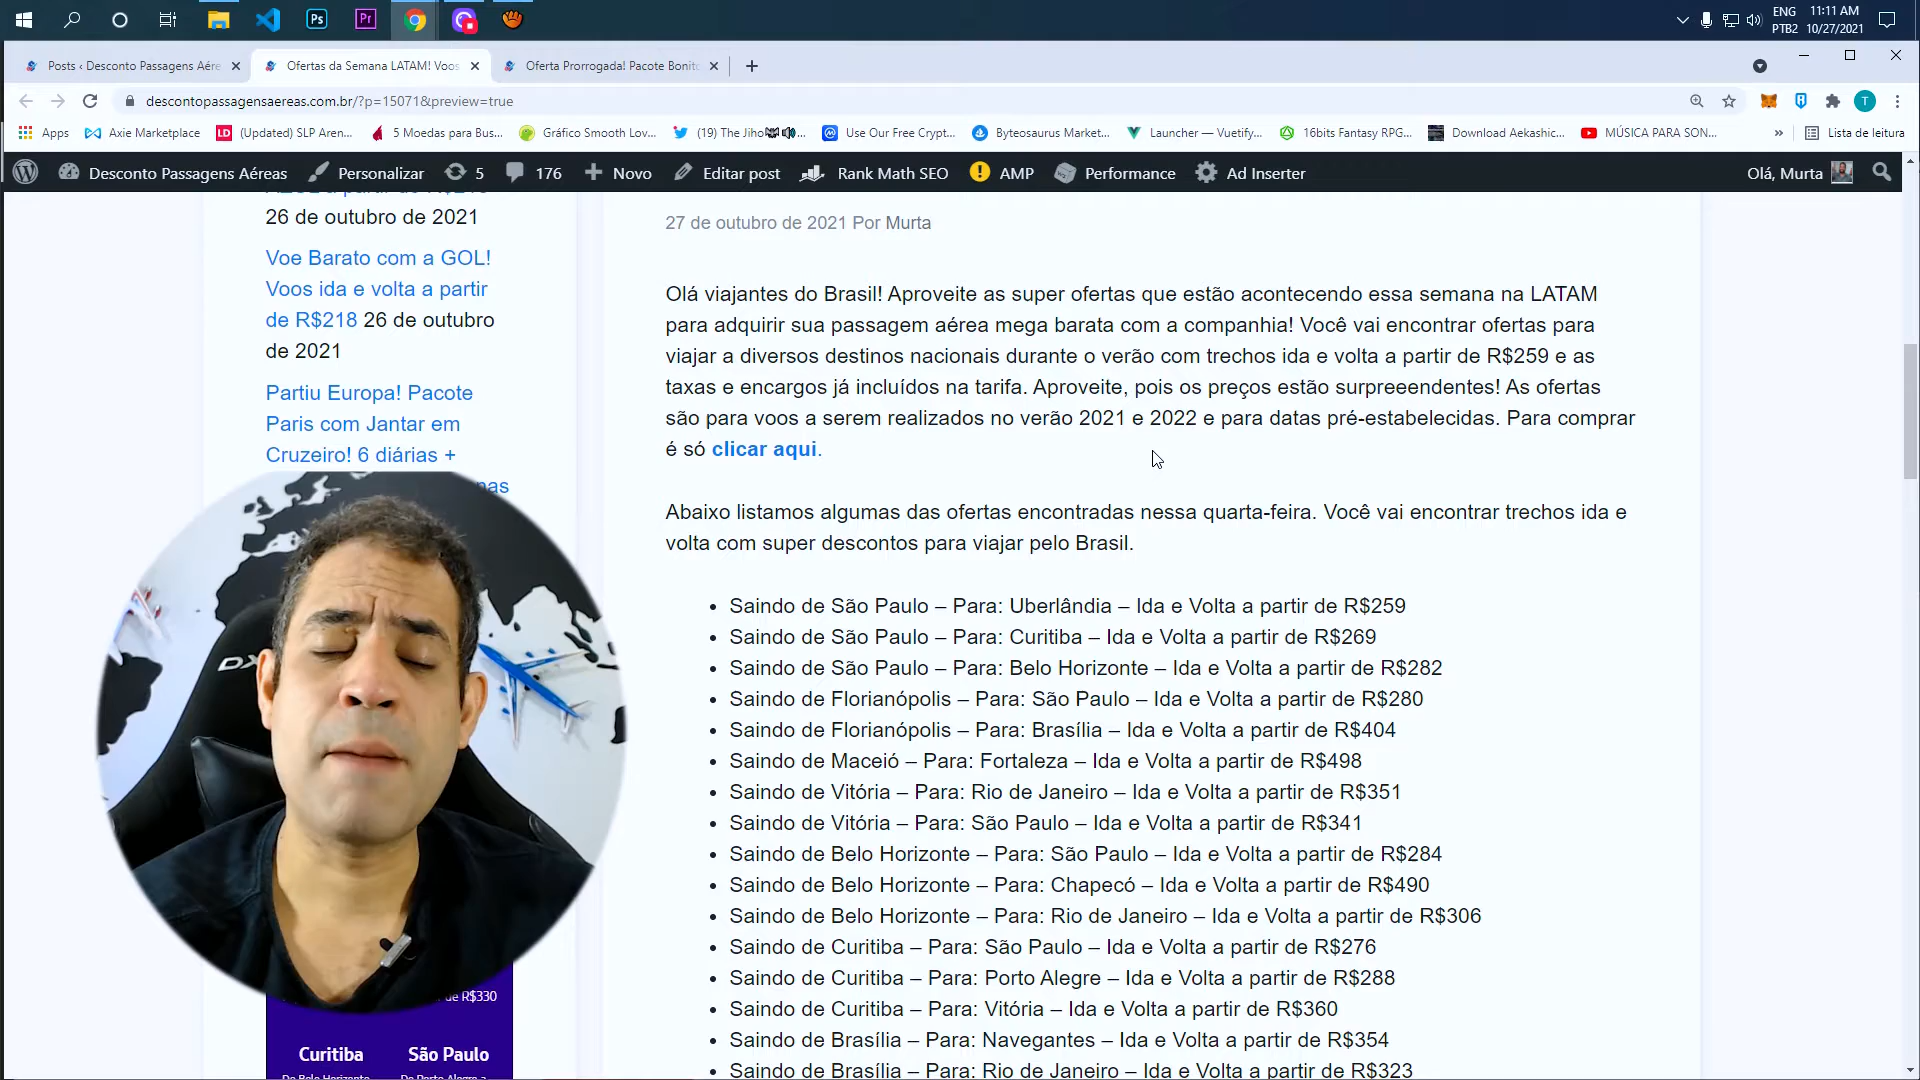 ENG
11:11 AM
PTB2
10/27/2021
Posts ‹ Desconto Passagens Aére
Ofertas da Semana LATAM! Voos
Oferta Prorrogada! Pacote Bonito
descontopassagensaereas.com.br/?p=15071&preview=true
T
Apps
Axie Marketplace
(Updated) SLP Aren...
5 Moedas para Bus...
Gráfico Smooth Lov...
(19) The Jiho
Use Our Free Crypt...
Byteosaurus Market...
Launcher — Vuetify...
16bits Fantasy RPG...
Download Aekashic...
MÚSICA PARA SON...
»
Lista de leitura
Desconto Passagens Aéreas
Personalizar
5
176
Novo
Editar post
Rank Math SEO
AMP
Performance
Ad Inserter
Olá, Murta
26 de outubro de 2021
Voe Barato com a GOL!
Voos ida e volta a partir
de R$218 26 de outubro
de 2021
Partiu Europa! Pacote
Paris com Jantar em
Cruzeiro! 6 diárias +
27 de outubro de 2021 Por Murta
Olá viajantes do Brasil! Aproveite as super ofertas que estão acontecendo essa semana na LATAM
para adquirir sua passagem aérea mega barata com a companhia! Você vai encontrar ofertas para
viajar a diversos destinos nacionais durante o verão com trechos ida e volta a partir de R$259 e as
taxas e encargos já incluídos na tarifa. Aproveite, pois os preços estão surpreeendentes! As ofertas
são para voos a serem realizados no verão 2021 e 2022 e para datas pré-estabelecidas. Para comprar
é só clicar aqui.
Abaixo listamos algumas das ofertas encontradas nessa quarta-feira. Você vai encontrar trechos ida e
volta com super descontos para viajar pelo Brasil.
• Saindo de São Paulo – Para: Uberlândia – Ida e Volta a partir de R$259
• Saindo de São Paulo – Para: Curitiba – Ida e Volta a partir de R$269
• Saindo de São Paulo – Para: Belo Horizonte – Ida e Volta a partir de R$282
• Saindo de Florianópolis – Para: São Paulo – Ida e Volta a partir de R$280
• Saindo de Florianópolis – Para: Brasília – Ida e Volta a partir de R$404
• Saindo de Maceió – Para: Fortaleza – Ida e Volta a partir de R$498
• Saindo de Vitória – Para: Rio de Janeiro – Ida e Volta a partir de R$351
• Saindo de Vitória – Para: São Paulo – Ida e Volta a partir de R$341
• Saindo de Belo Horizonte – Para: São Paulo – Ida e Volta a partir de R$284
• Saindo de Belo Horizonte – Para: Chapecó – Ida e Volta a partir de R$490
• Saindo de Belo Horizonte – Para: Rio de Janeiro – Ida e Volta a partir de R$306
• Saindo de Curitiba – Para: São Paulo – Ida e Volta a partir de R$276
• Saindo de Curitiba – Para: Porto Alegre – Ida e Volta a partir de R$288
• Saindo de Curitiba – Para: Vitória – Ida e Volta a partir de R$360
• Saindo de Brasília – Para: Navegantes – Ida e Volta a partir de R$354
• Saindo de Brasília – Para: Rio de Janeiro – Ida e Volta a partir de R$323
DX
de R$330
Curitiba
São Paulo